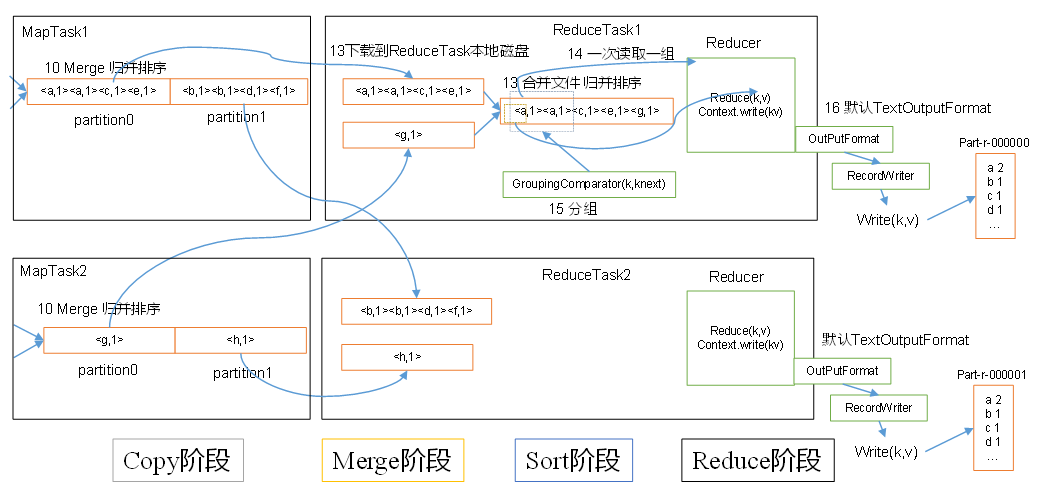 MapTask1
10 Merge 归并排序
<a,1><a,1><c,1><e,1>
<b,1><b,1><d,1><f,1>
partition0
partition1
ReduceTask1
13下载到ReduceTask本地磁盘
14 一次读取一组
Reducer
<a,1><a,1><c,1><e,1>
13 合并文件 归并排序
<a,1><a,1><c,1><e,1><g,1>
<g,1>
Reduce(k,v)
Context.write(kv)
GroupingComparator(k,knext)
15 分组
16 默认TextOutputFormat
OutPutFormat
RecordWriter
Write(k,v)
Part-r-000000
a 2
b 1
c 1
d 1
...
MapTask2
10 Merge 归并排序
<g,1>
<h,1>
partition0
partition1
ReduceTask2
<b,1><b,1><d,1><f,1>
<h,1>
Reducer
Reduce(k,v)
Context.write(kv)
默认TextOutputFormat
OutPutFormat
RecordWriter
Write(k,v)
Part-r-000001
a 2
b 1
c 1
d 1
...
Copy阶段
Merge阶段
Sort阶段
Reduce阶段